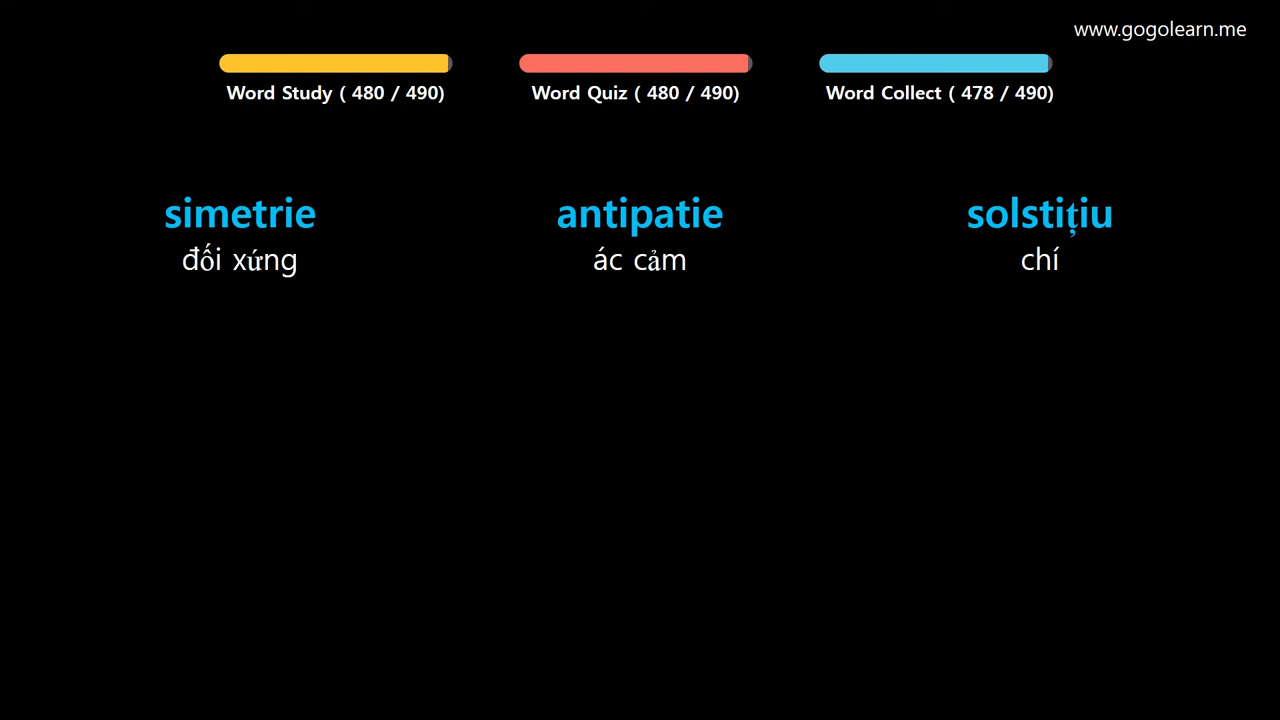 www.gogolearn.me
Word Study ( 480 / 490)
Word Quiz ( 480 / 490)
Word Collect ( 478 / 490)
simetrie
đối xứng
antipatie
ác cảm
solstițiu
chí